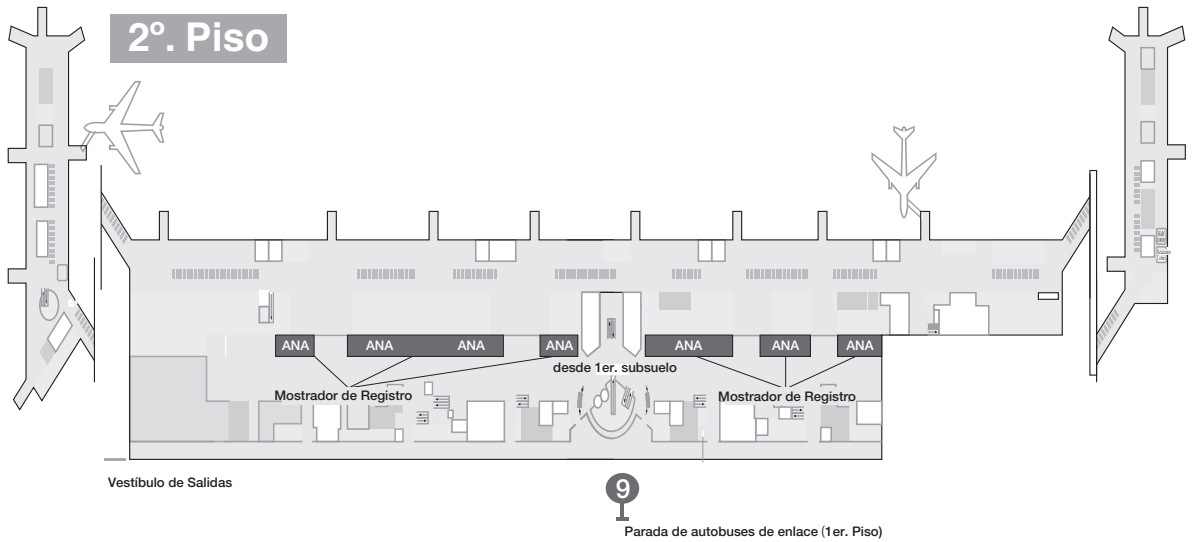 2º. Piso
ANA ANA ANA ANA ANA ANA ANA
desde 1er. subsuelo
Mostrador de Registro Mostrador de Registro
Vestíbulo de Salidas
9
Parada de autobuses de enlace (1er. Piso)